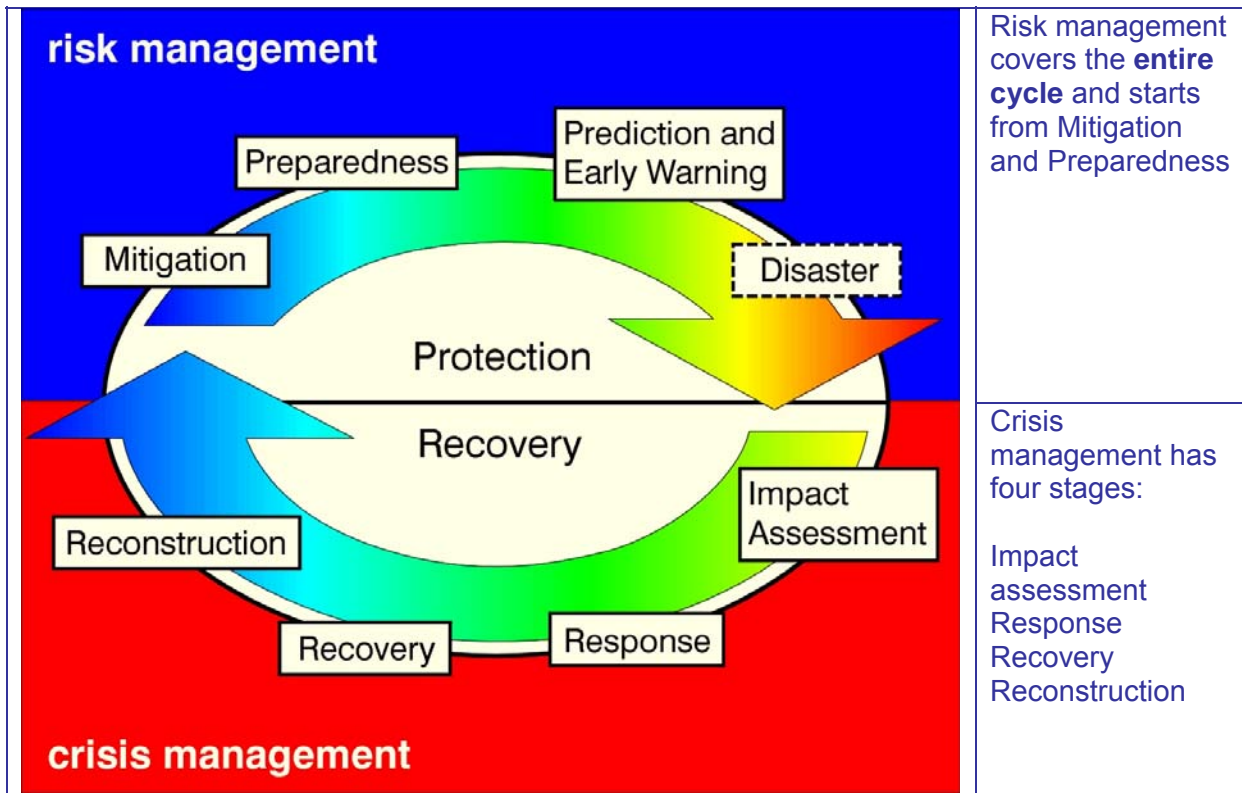 risk management
Prediction and
Early Warning
Preparedness
Mitigation
Disaster
Protection
Recovery
Impact
Assessment
Reconstruction
Recovery
Response
crisis management
Risk management
covers the entire
cycle and starts
from Mitigation
and Preparedness
Crisis
management has
four stages:
Impact
assessment
Response
Recovery
Reconstruction